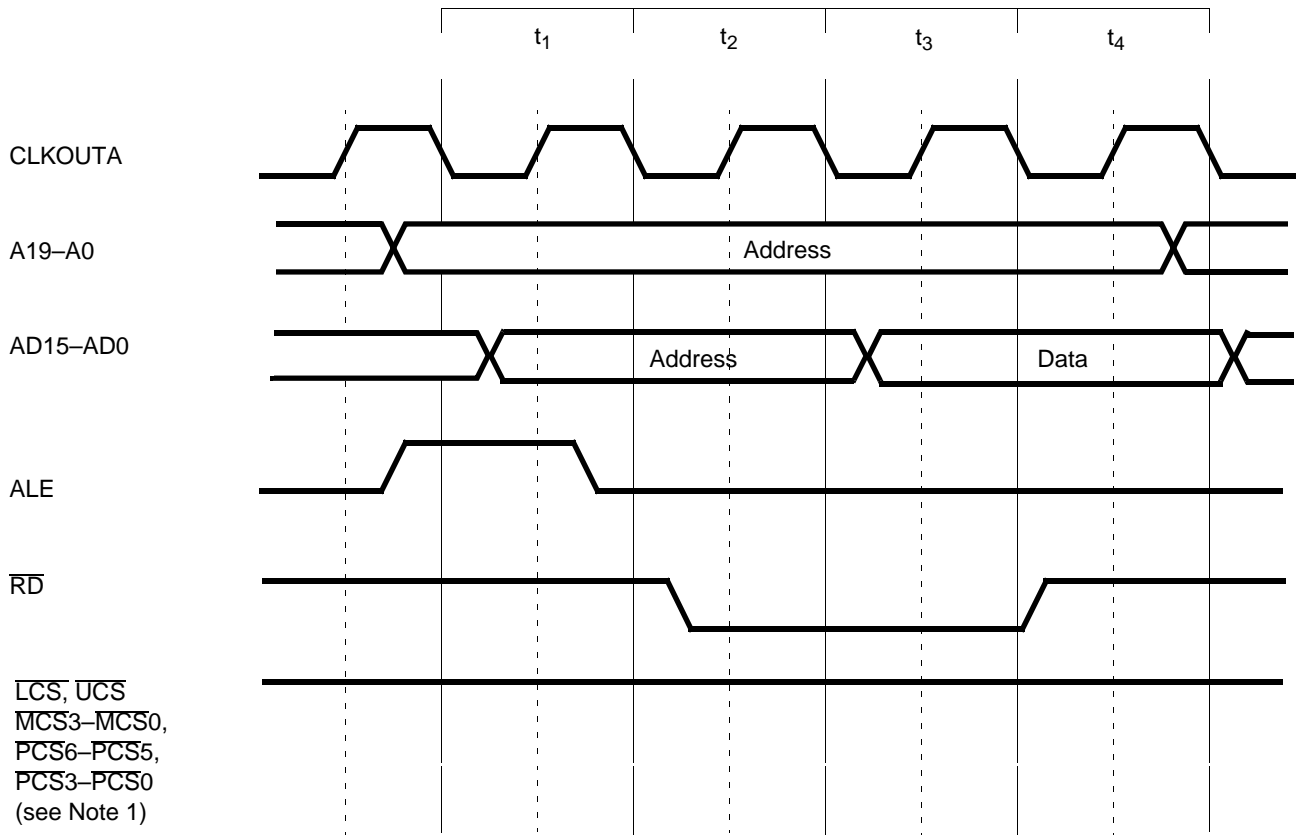 t1 t2 t3 t4
CLKOUTA
A19–A0
Address
AD15–AD0
Address Data
ALE
RD
LCS, UCS
MCS3–MCS0,
PCS6–PCS5,
PCS3–PCS0
(see Note 1)